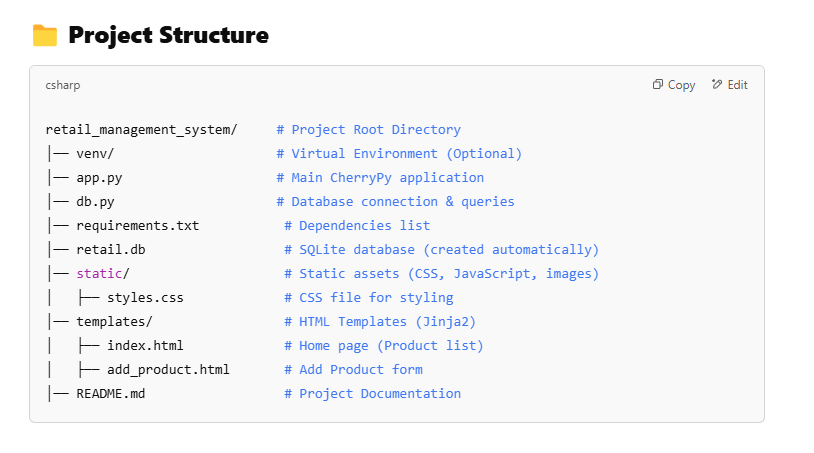 📁 Project Structure
csharp
Copy Edit
retail_management_system/     # Project Root Directory
│── venv/                     # Virtual Environment (Optional)
│── app.py                    # Main CherryPy application
│── db.py                     # Database connection & queries
│── requirements.txt           # Dependencies list
│── retail.db                  # SQLite database (created automatically)
│── static/                    # Static assets (CSS, JavaScript, images)
│   ├── styles.css             # CSS file for styling
│── templates/                 # HTML Templates (Jinja2)
│   ├── index.html             # Home page (Product list)
│   ├── add_product.html       # Add Product form
│── README.md                  # Project Documentation